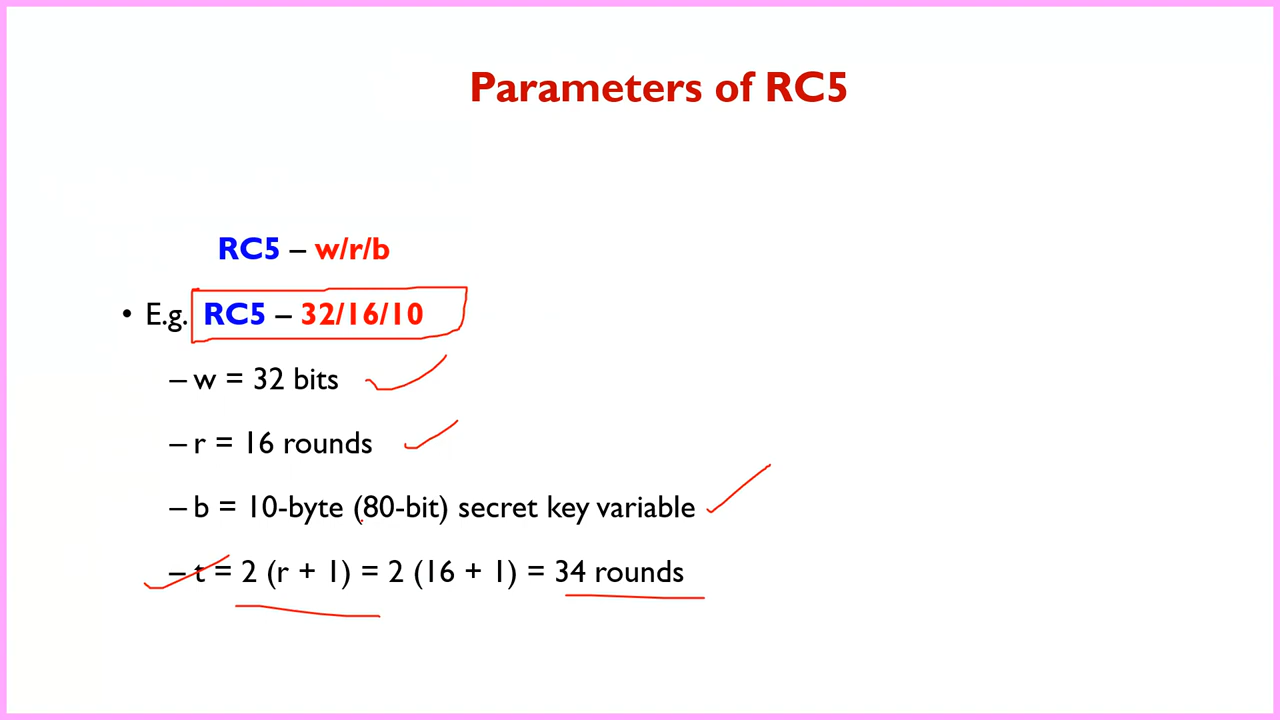 Parameters of RC5
RC5 – w/r/b
• E.g. RC5 – 32/16/10
– w = 32 bits
– r = 16 rounds
– b = 10-byte (80-bit) secret key variable
– t = 2 (r + 1) = 2 (16 + 1) = 34 rounds